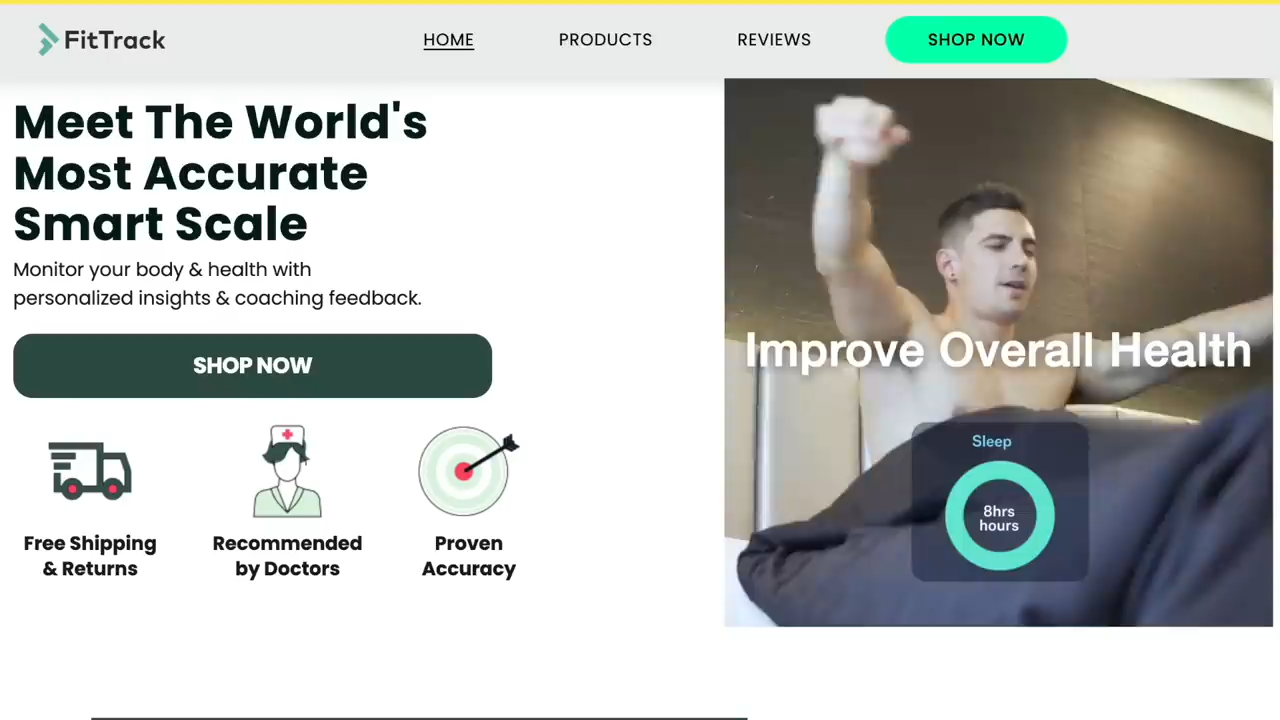 FitTrack
HOME
PRODUCTS
REVIEWS
SHOP NOW
Meet The World's
Most Accurate
Smart Scale
Monitor your body & health with
personalized insights & coaching feedback.
SHOP NOW
Free Shipping
& Returns
Recommended
by Doctors
Proven
Accuracy
Improve Overall Health
Sleep
8hrs
hours